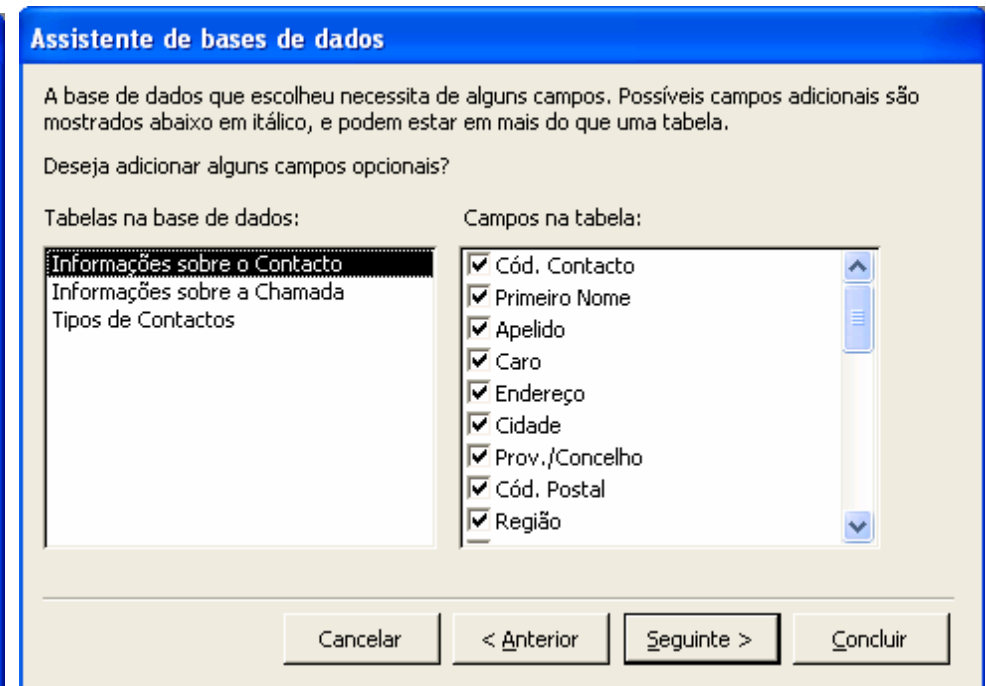 Assistente de bases de dados
A base de dados que escolheu necessita de alguns campos. Possíveis campos adicionais são
mostrados abaixo em itálico, e podem estar em mais do que uma tabela.
Deseja adicionar alguns campos opcionais?
Tabelas na base de dados:
Informações sobre o Contacto
Informações sobre a Chamada
Tipos de Contactos
Campos na tabela:
Cód. Contacto
Primeiro Nome
Apelido
Caro
Endereço
Cidade
Prov./Concelho
Cód. Postal
Região
Cancelar
< Anterior
Seguinte >
Concluir